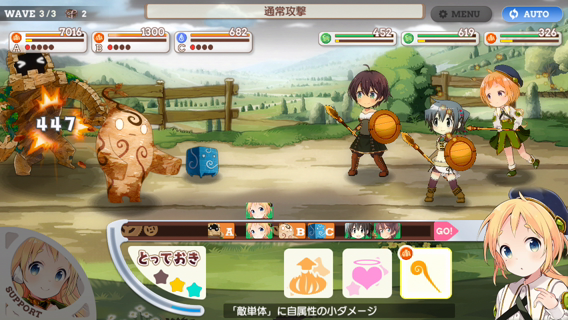 WAVE 3/3 2
通常攻撃
MENU
AUTO
7016
1300
682
A
B
C
452
619
326
447
A
B C
GO!
とっておき
SUPPORT
「敵単体」に自属性の小ダメージ